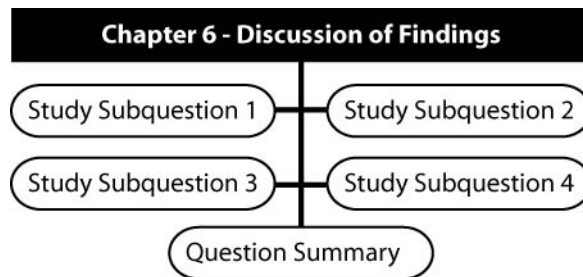 Chapter 6 - Discussion of Findings
Study Subquestion 1
Study Subquestion 2
Study Subquestion 3
Study Subquestion 4
Question Summary